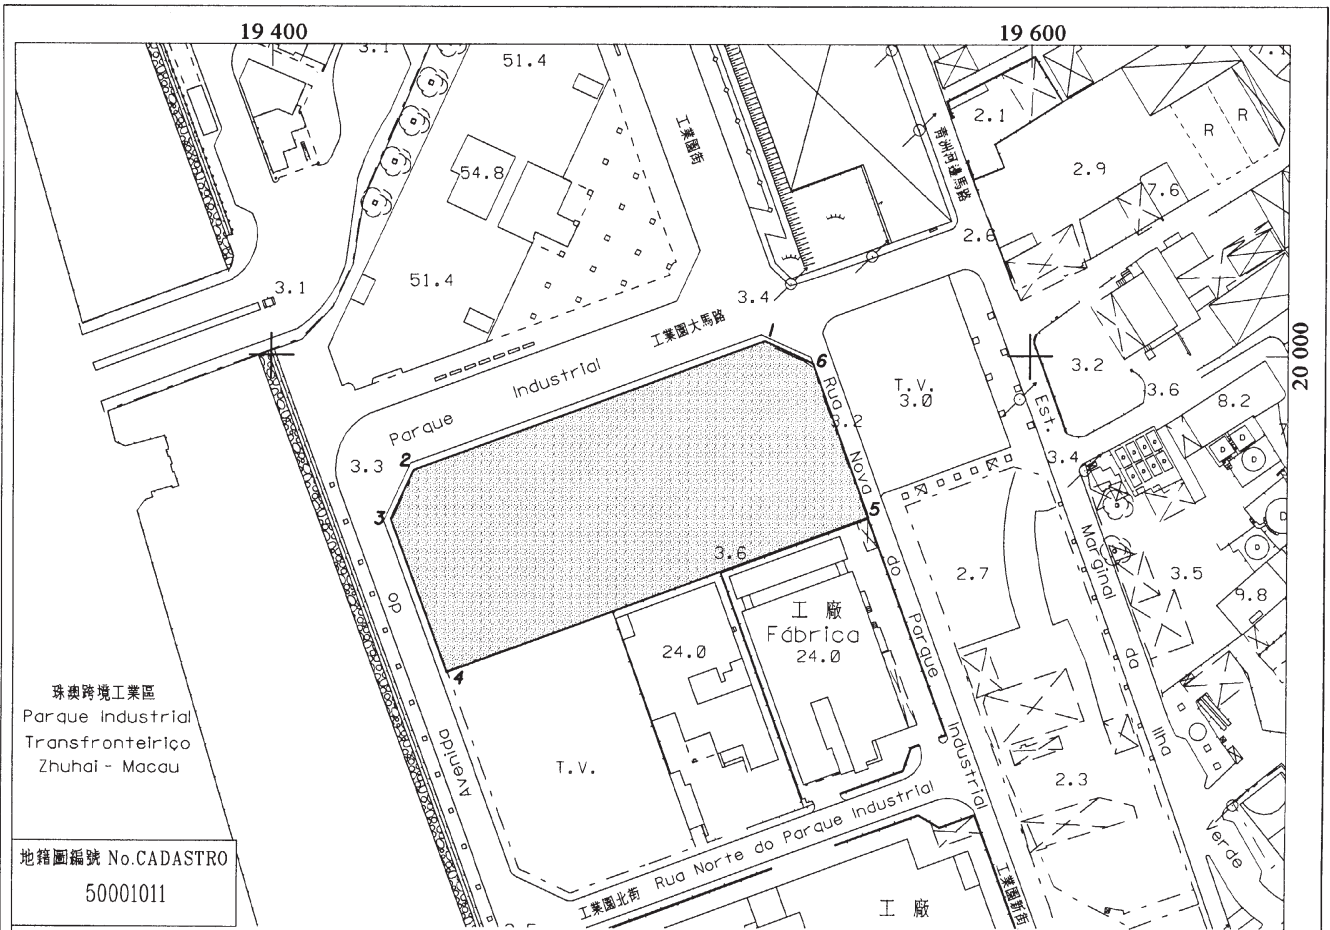 19 400
19 600
20 000
3.1
51.4
工業園街
青洲河邊馬路
2.1
R
R
2.9
7.6
54.8
2.6
51.4
3.1
3.4
工業園大馬路
1
6
Industrial
Parque
3.3
2
3
Rua
3.2
Nova
T.V.
3.0
Est.
3.2
3.6
8.2
3.4
5
3.6
do
2.7
Marginal
3.5
9.8
工 廠
Fábrica
24.0
24.0
Parque
do
4
Avenida
T.V.
da
Ilha
Industrial
2.3
Verde
珠澳跨境工業區
Parque Industrial
Transfronteiriço
Zhuhai - Macau
工業園北街 Rua Norte do Parque Industrial
工業園新街
工 廠
地籍圖編號 No.CADASTRO
50001011